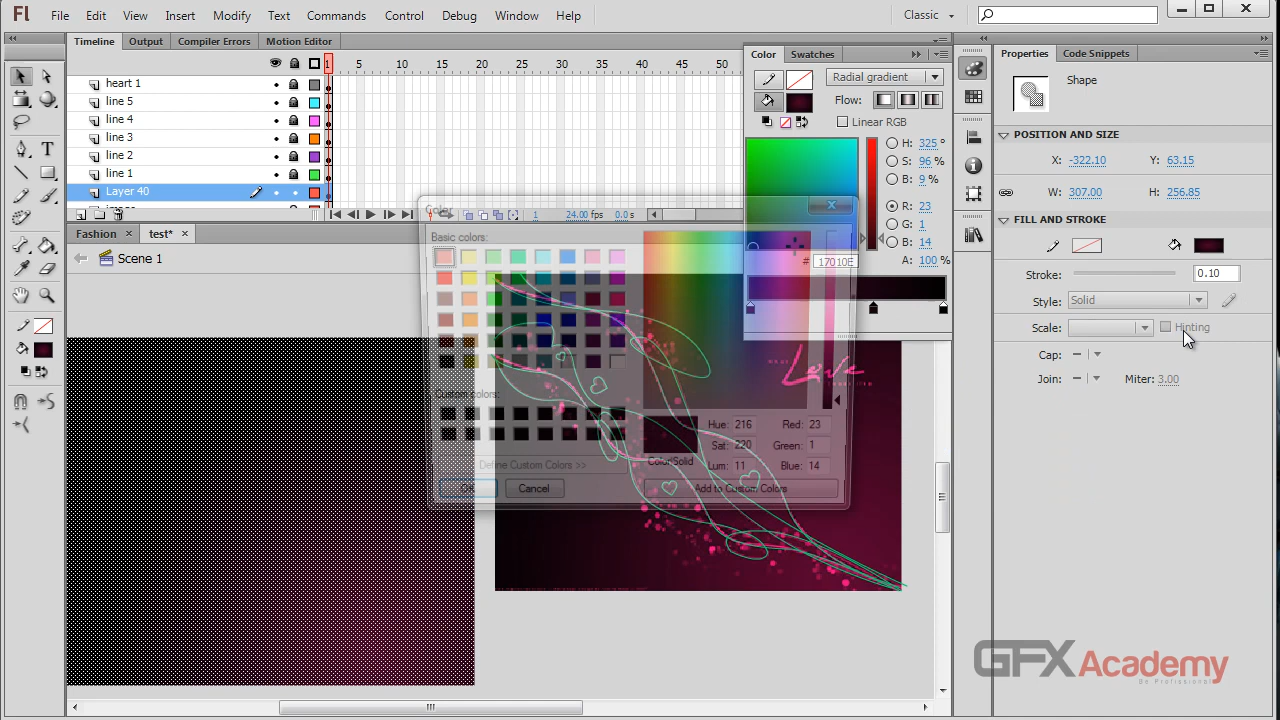 Fl File Edit View Insert Modify Text Commands Control Debug Window Help Classic
Timeline Output Compiler Errors Motion Editor
1 5 10 15 20 25 30 35 40 45 50
heart 1
line 5
line 4
line 3
line 2
line 1
Layer 40
1 24.00 fps 0.0 s
Fashion × test* ×
Scene 1
Color Swatches
Radial gradient
Flow:
Linear RGB
H: 325 °
S: 96 %
B: 9 %
R: 23
G: 1
B: 14
A: 100 %
# 17010E
Color
Basic colors:
Custom colors:
Define Custom Colors >>
OK Cancel
Color|Solid
Hue: 216 Red: 23
Sat: 220 Green: 1
Lum: 11 Blue: 14
Add to Custom Colors
Love
Properties Code Snippets
Shape
POSITION AND SIZE
X: -322.10 Y: 63.15
W: 307.00 H: 256.85
FILL AND STROKE
Stroke: 0.10
Style: Solid
Scale: Hinting
Cap:
Join: Miter: 3.00
GFXAcademy
Be Professional